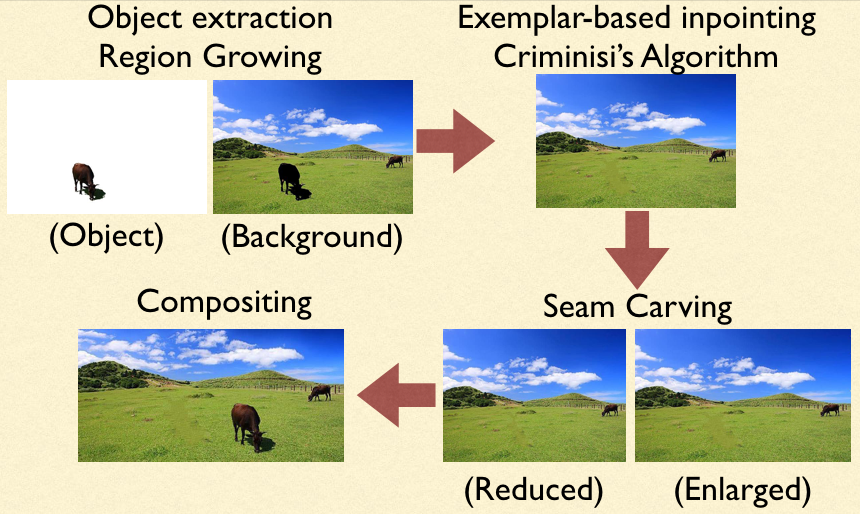 Object extraction
Region Growing
(Object)
(Background)
Exemplar-based inpointing
Criminisi's Algorithm
Seam Carving
(Reduced)
(Enlarged)
Compositing